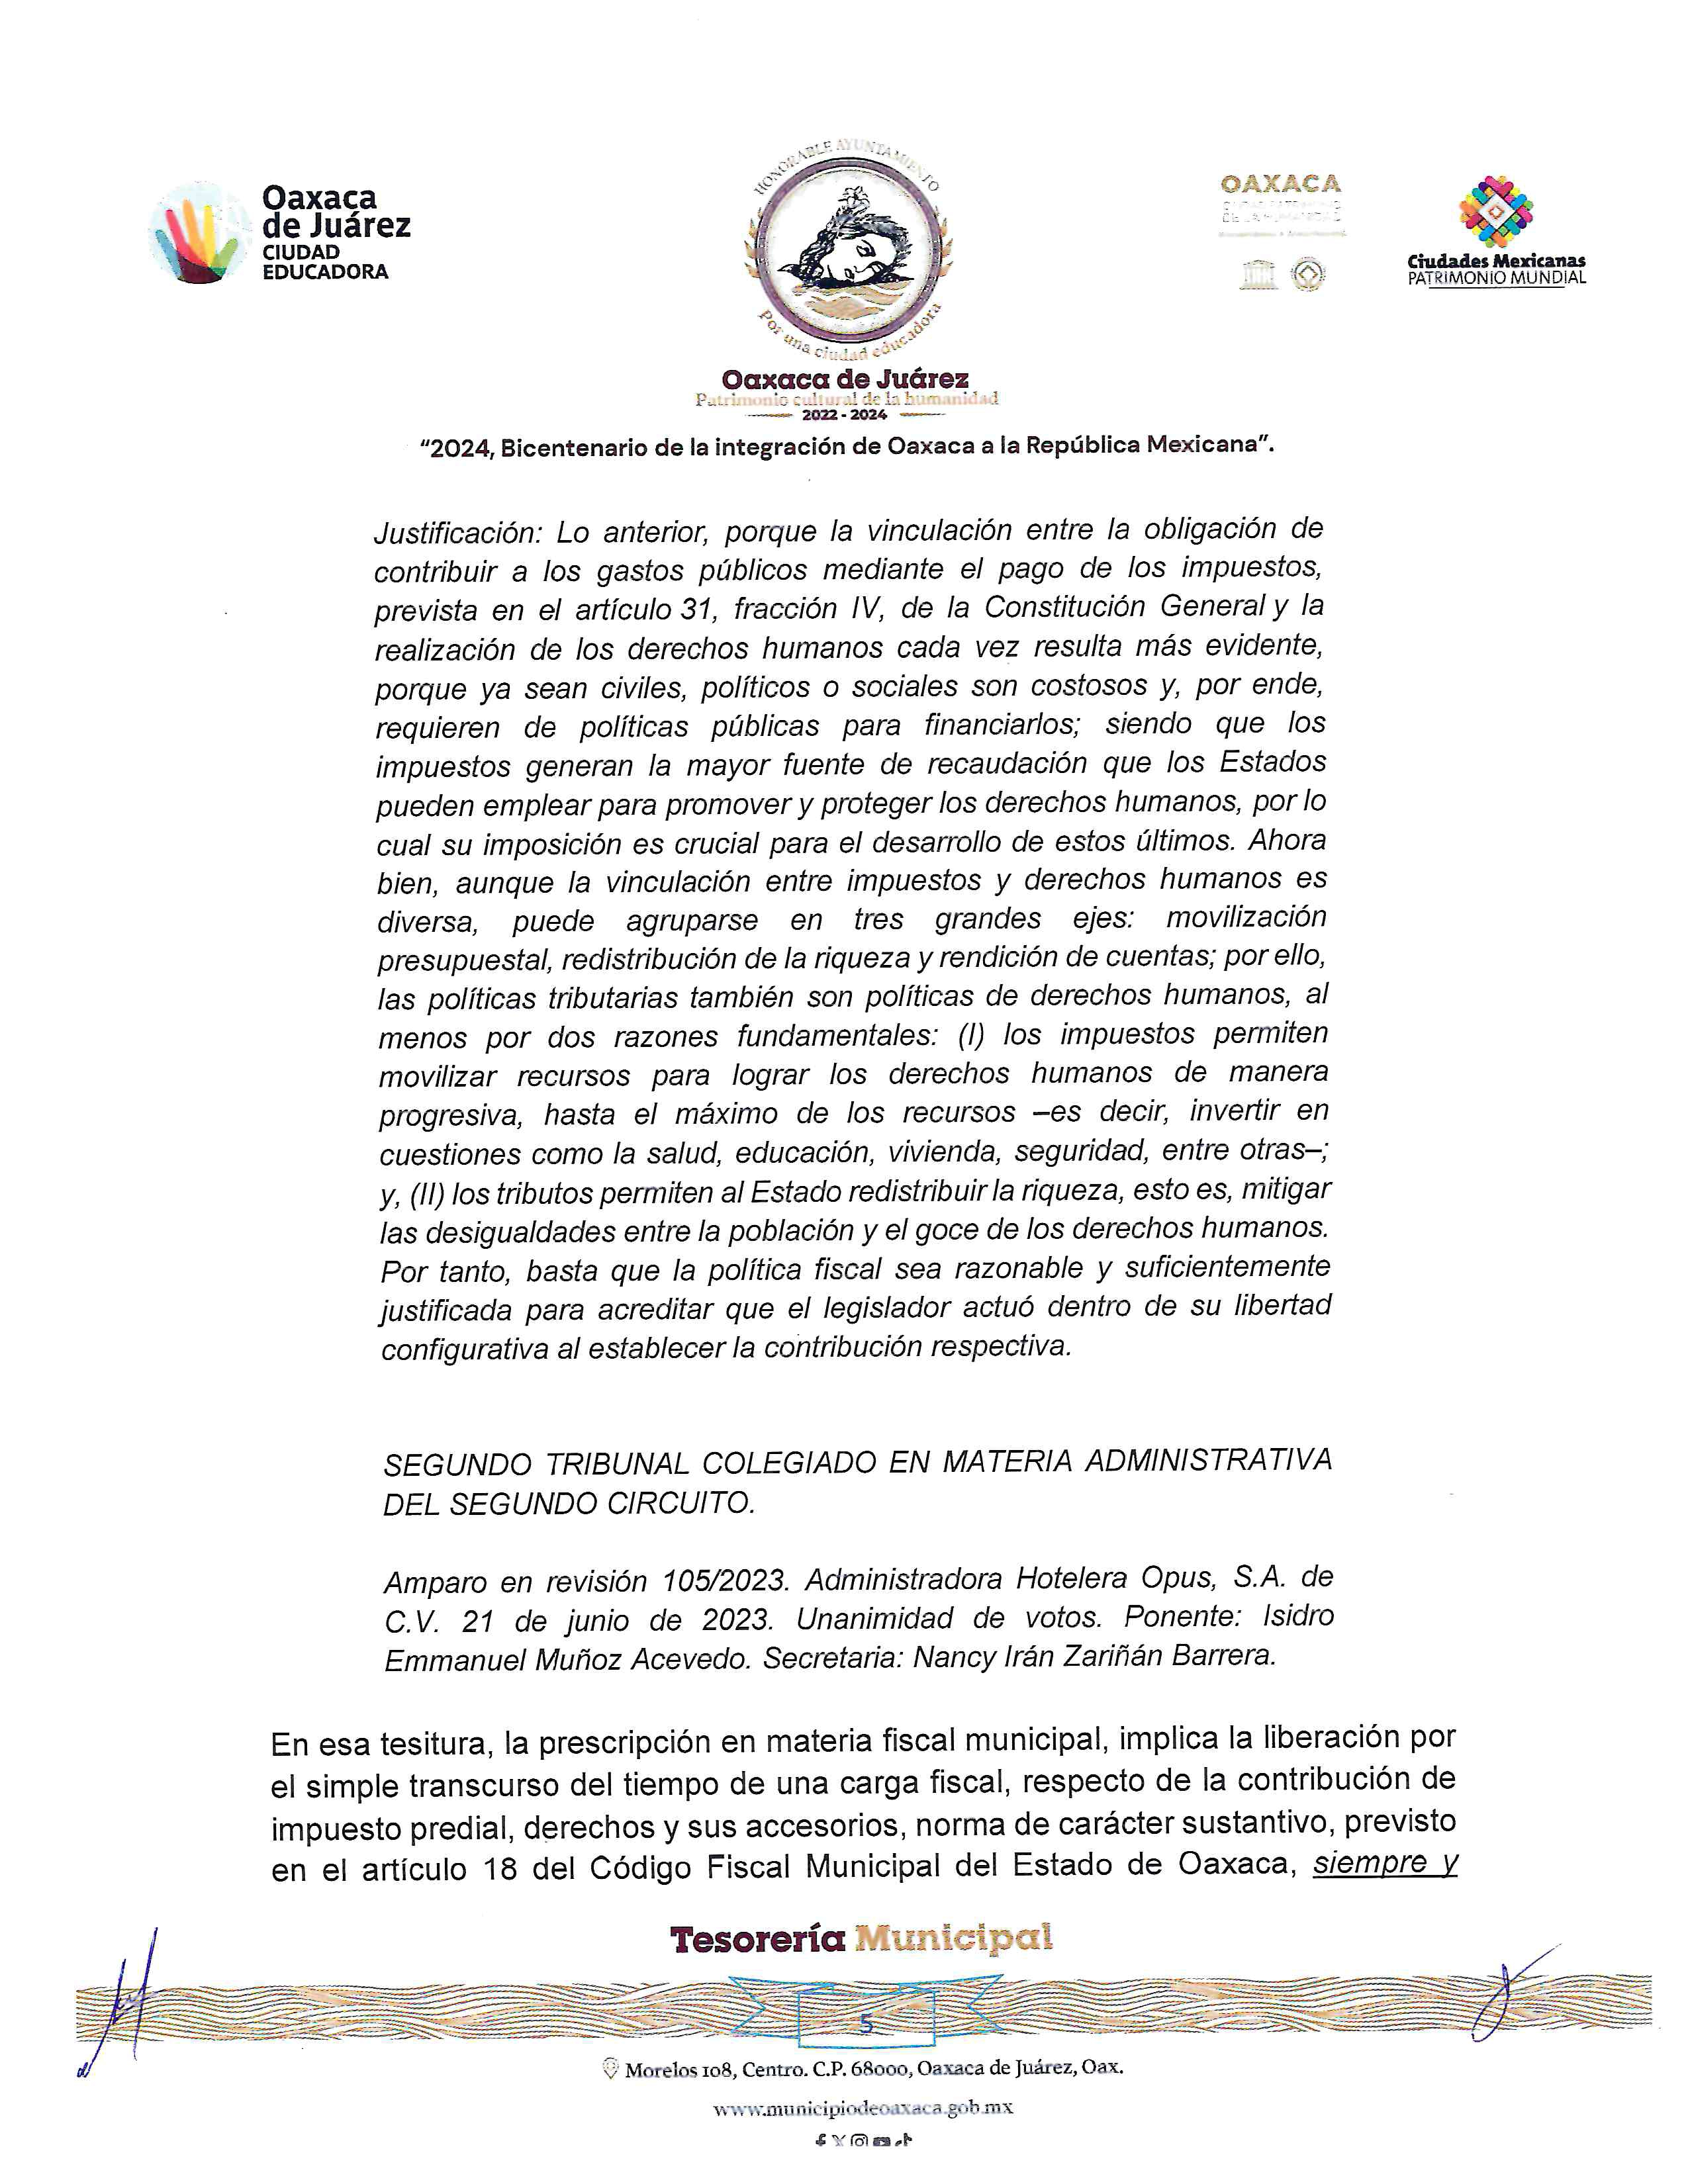 Oaxaca
de Juárez
CIUDAD
EDUCADORA
HONORABLE AYUNTAMIENTO
Por una ciudad educadora
Oaxaca de Juárez
Patrimonio cultural de la humanidad
2022 - 2024
OAXACA
Ciudades Mexicanas
PATRIMONIO MUNDIAL
“2024, Bicentenario de la integración de Oaxaca a la República Mexicana”.
Justificación: Lo anterior, porque la vinculación entre la obligación de
contribuir a los gastos públicos mediante el pago de los impuestos,
prevista en el artículo 31, fracción IV, de la Constitución General y la
realización de los derechos humanos cada vez resulta más evidente,
porque ya sean civiles, políticos o sociales son costosos y, por ende,
requieren de políticas públicas para financiarlos; siendo que los
impuestos generan la mayor fuente de recaudación que los Estados
pueden emplear para promover y proteger los derechos humanos, por lo
cual su imposición es crucial para el desarrollo de estos últimos. Ahora
bien, aunque la vinculación entre impuestos y derechos humanos es
diversa, puede agruparse en tres grandes ejes: movilización
presupuestal, redistribución de la riqueza y rendición de cuentas; por ello,
las políticas tributarias también son políticas de derechos humanos, al
menos por dos razones fundamentales: (I) los impuestos permiten
movilizar recursos para lograr los derechos humanos de manera
progresiva, hasta el máximo de los recursos –es decir, invertir en
cuestiones como la salud, educación, vivienda, seguridad, entre otras–;
y, (II) los tributos permiten al Estado redistribuir la riqueza, esto es, mitigar
las desigualdades entre la población y el goce de los derechos humanos.
Por tanto, basta que la política fiscal sea razonable y suficientemente
justificada para acreditar que el legislador actuó dentro de su libertad
configurativa al establecer la contribución respectiva.
SEGUNDO TRIBUNAL COLEGIADO EN MATERIA ADMINISTRATIVA
DEL SEGUNDO CIRCUITO.
Amparo en revisión 105/2023. Administradora Hotelera Opus, S.A. de
C.V. 21 de junio de 2023. Unanimidad de votos. Ponente: Isidro
Emmanuel Muñoz Acevedo. Secretaria: Nancy Irán Zariñán Barrera.
En esa tesitura, la prescripción en materia fiscal municipal, implica la liberación por
el simple transcurso del tiempo de una carga fiscal, respecto de la contribución de
impuesto predial, derechos y sus accesorios, norma de carácter sustantivo, previsto
en el artículo 18 del Código Fiscal Municipal del Estado de Oaxaca, siempre y
Tesorería Municipal
5
Morelos 108, Centro. C.P. 68000, Oaxaca de Juárez, Oax.
www.municipiodeoaxaca.gob.mx